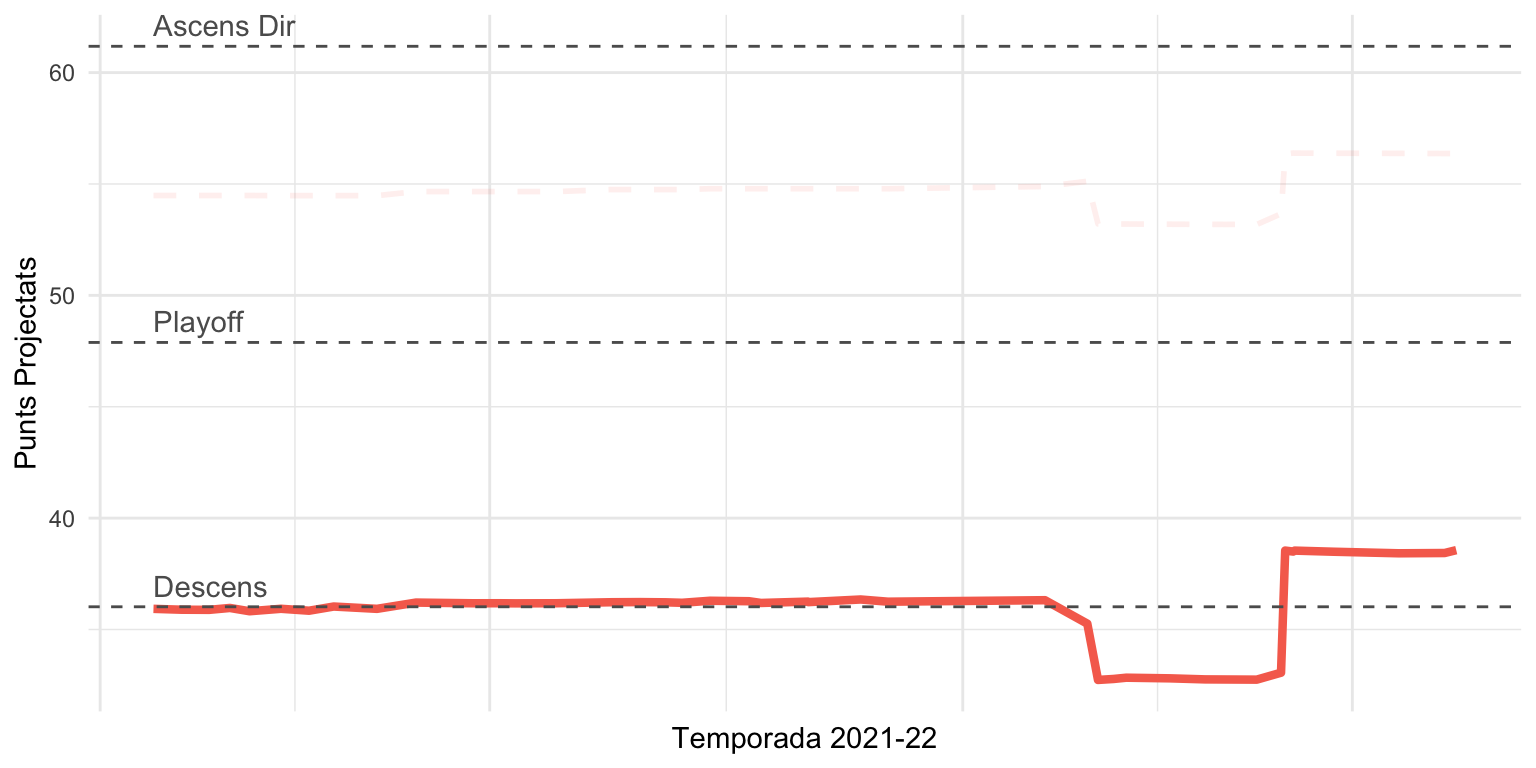 Ascens Dir
60
50
Playoff
40
Descens
Punts Projectats
Temporada 2021-22